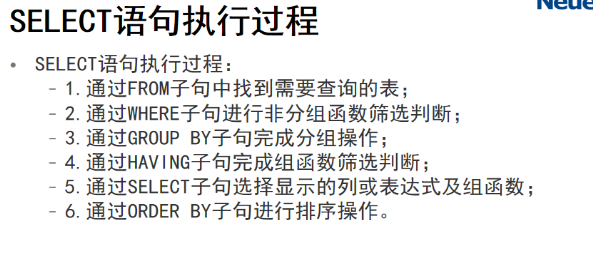 Neue
SELECT语句执行过程
• SELECT语句执行过程:
–1.通过FROM子句中找到需要查询的表;
–2.通过WHERE子句进行非分组函数筛选判断;
–3.通过GROUP BY子句完成分组操作;
–4.通过HAVING子句完成组函数筛选判断;
–5.通过SELECT子句选择显示的列或表达式及组函数;
–6.通过ORDER BY子句进行排序操作。